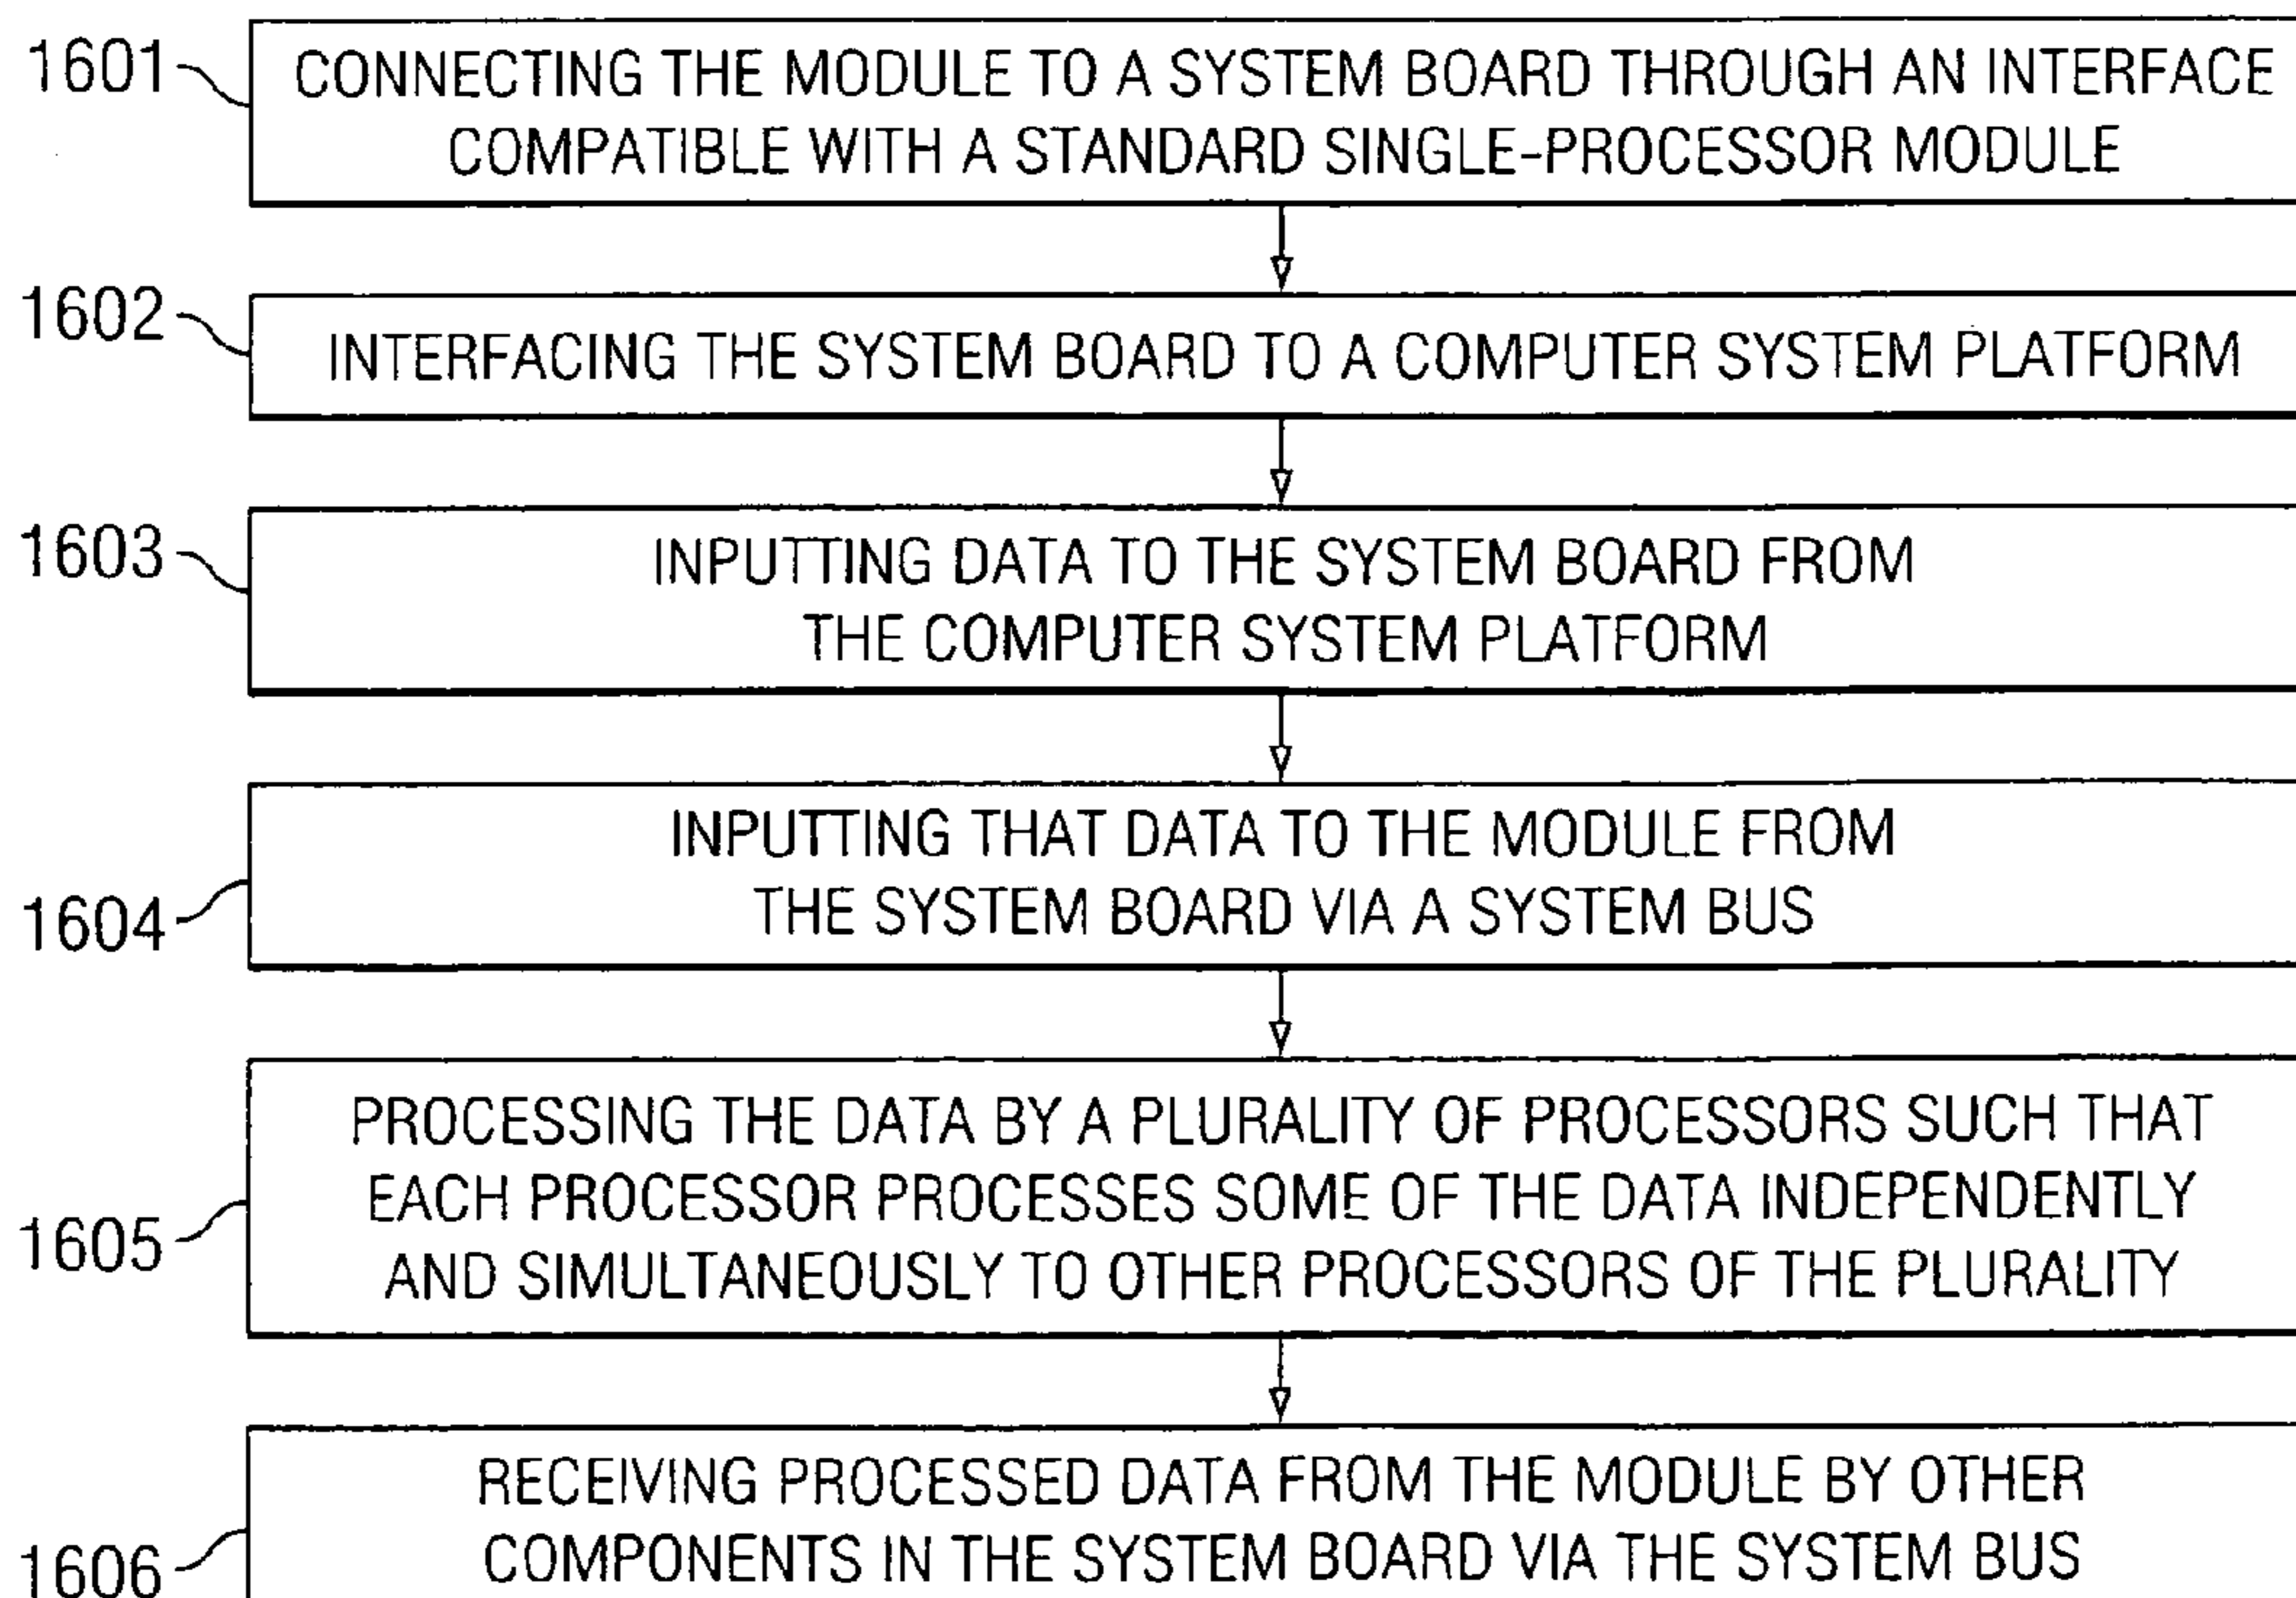 1601
CONNECTING THE MODULE TO A SYSTEM BOARD THROUGH AN INTERFACE
COMPATIBLE WITH A STANDARD SINGLE-PROCESSOR MODULE
1602
INTERFACING THE SYSTEM BOARD TO A COMPUTER SYSTEM PLATFORM
1603
INPUTTING DATA TO THE SYSTEM BOARD FROM
THE COMPUTER SYSTEM PLATFORM
1604
INPUTTING THAT DATA TO THE MODULE FROM
THE SYSTEM BOARD VIA A SYSTEM BUS
1605
PROCESSING THE DATA BY A PLURALITY OF PROCESSORS SUCH THAT
EACH PROCESSOR PROCESSES SOME OF THE DATA INDEPENDENTLY
AND SIMULTANEOUSLY TO OTHER PROCESSORS OF THE PLURALITY
1606
RECEIVING PROCESSED DATA FROM THE MODULE BY OTHER
COMPONENTS IN THE SYSTEM BOARD VIA THE SYSTEM BUS